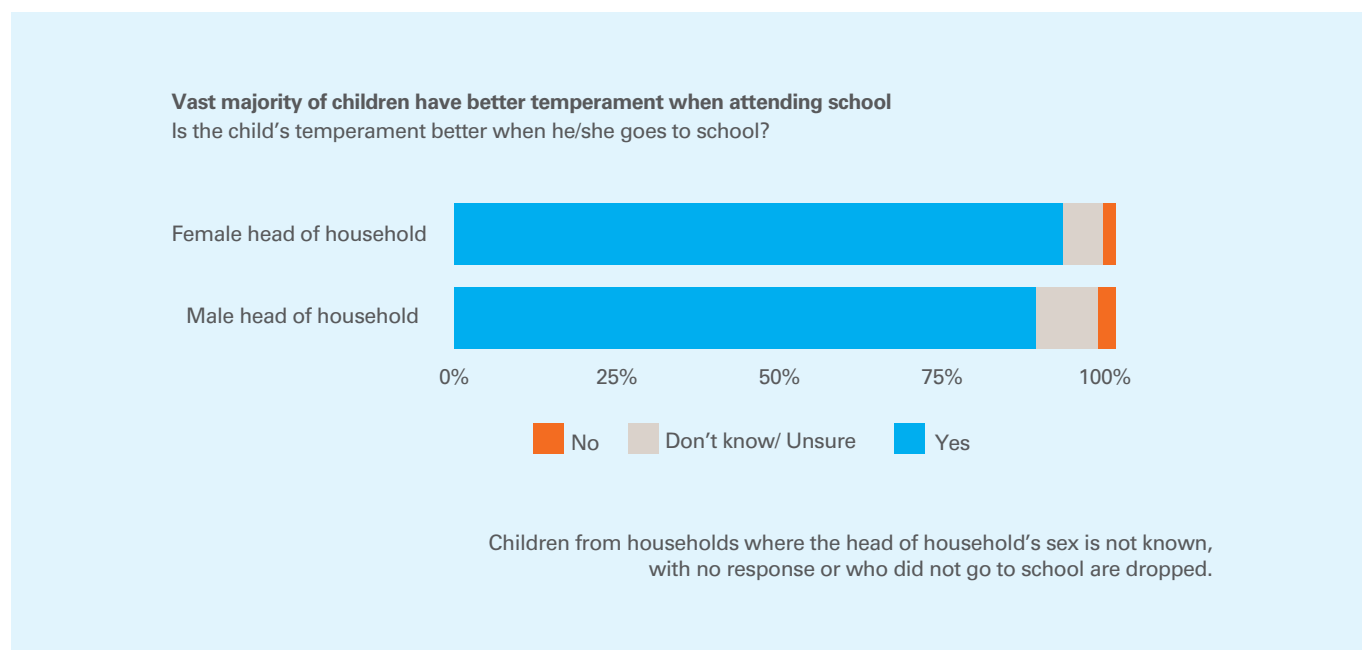 Vast majority of children have better temperament when attending school
Is the child’s temperament better when he/she goes to school?
Female head of household
Male head of household
0% 25% 50% 75% 100%
No Don’t know/ Unsure Yes
Children from households where the head of household’s sex is not known,
with no response or who did not go to school are dropped.